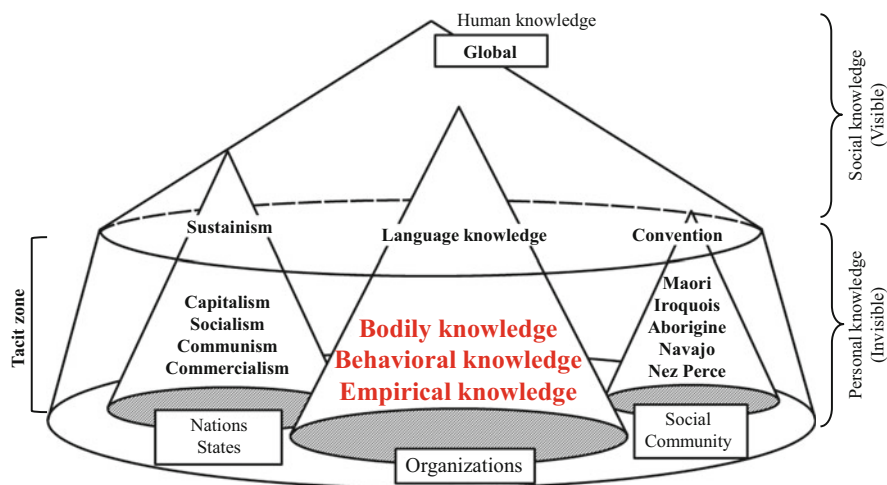 Human knowledge
Global
Social knowledge
(Visible)
Sustainism
Language knowledge
Convention
Tacit zone
Capitalism
Socialism
Communism
Commercialism
Bodily knowledge
Behavioral knowledge
Empirical knowledge
Maori
Iroquois
Aborigine
Navajo
Nez Perce
Personal knowledge
(Invisible)
Nations
States
Organizations
Social
Community